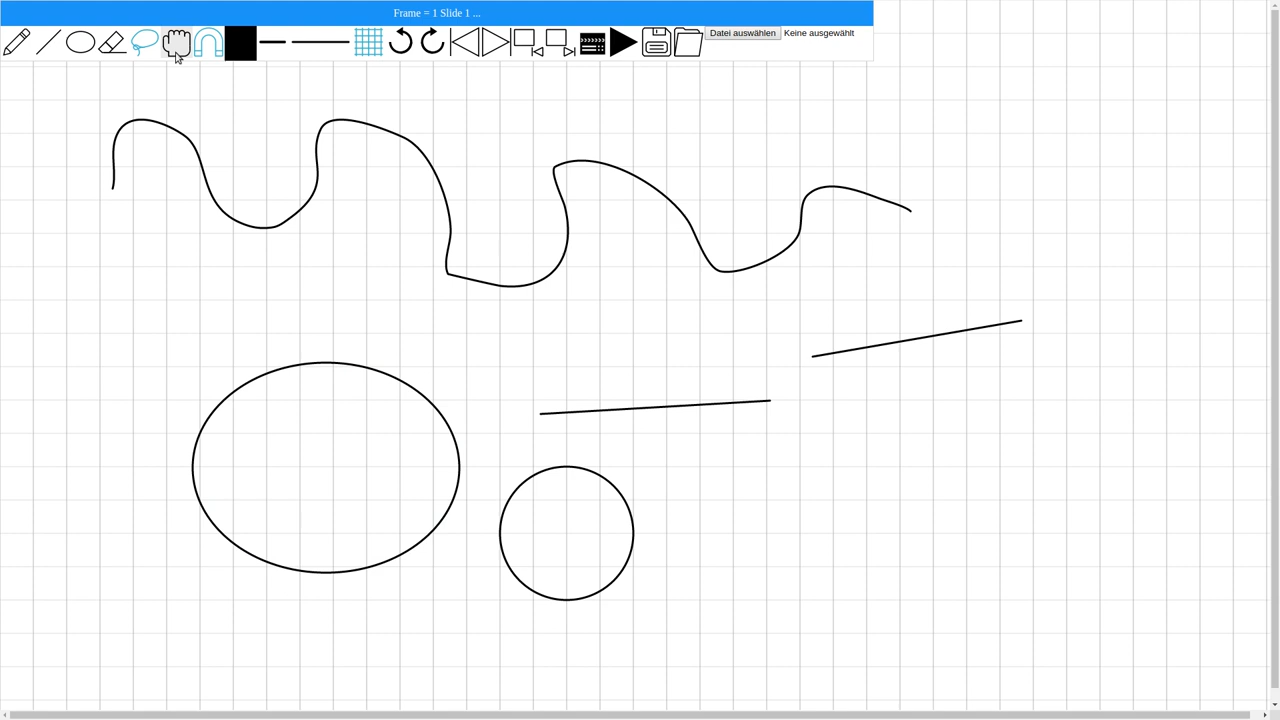 Frame = 1 Slide 1 ...
Datei auswählen Keine ausgewählt